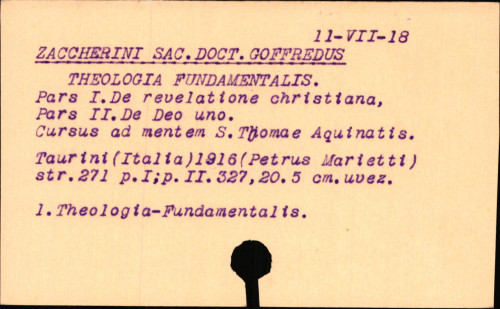 11-VII-18
ZACCHERINI SAC.DOCT.GOFFREDUS
THEOLOGIA FUNDAMENTALIS.
Pars I.De revelatione christiana,
Pars II.De Deo uno.
Cursus ad mentem S.Thomae Aquinatis.
Taurini(Italia)1916(Petrus Marietti)
str.271 p.I;p.II.327,20.5 cm.uvez.
1.Theologia-Fundamentalis.